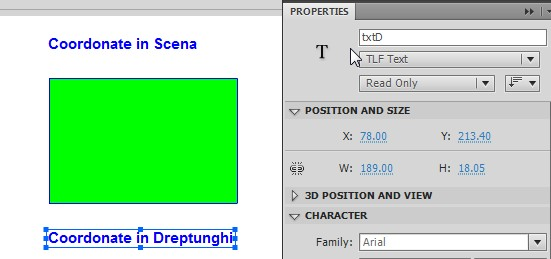 Coordonate in Scena
Coordonate in Dreptunghi
PROPERTIES
T
txtD
TLF Text
Read Only
POSITION AND SIZE
X: 78.00 Y: 213.40
W: 189.00 H: 18.05
3D POSITION AND VIEW
CHARACTER
Family: Arial